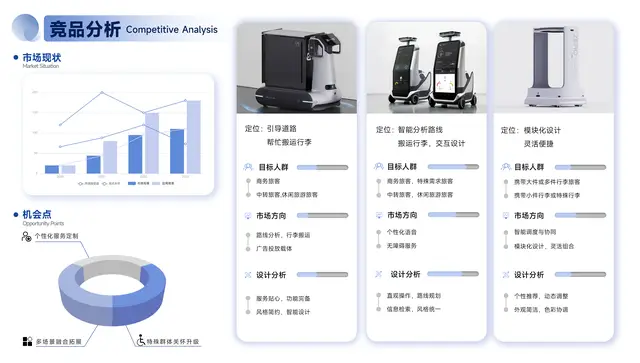 竞品分析 Competitive Analysis
市场现状
Market Situation
机会点
Opportunity Points
个性化服务定制
多场景融合拓展
特殊群体关怀升级
定位：引导道路
帮忙搬运行李
目标人群
商务旅客
中转旅客,休闲旅游旅客
市场方向
路线分析、行李搬运
广告投放载体
设计分析
服务贴心、功能完备
风格简约，智能设计
定位：智能分析路线
搬运行李，交互设计
目标人群
商务旅客，特殊需求旅客
中转旅客，休闲旅游旅客
市场方向
个性化语音
无障碍服务
设计分析
直观操作，路线规划
信息检索，风格统一
定位：模块化设计
灵活便捷
目标人群
携带大件或多件行李旅客
携带小件行李或特殊行李
市场方向
智能调度与协同
模块化设计，灵活组合
设计分析
个性推荐，动态调整
外观简洁，色彩协调